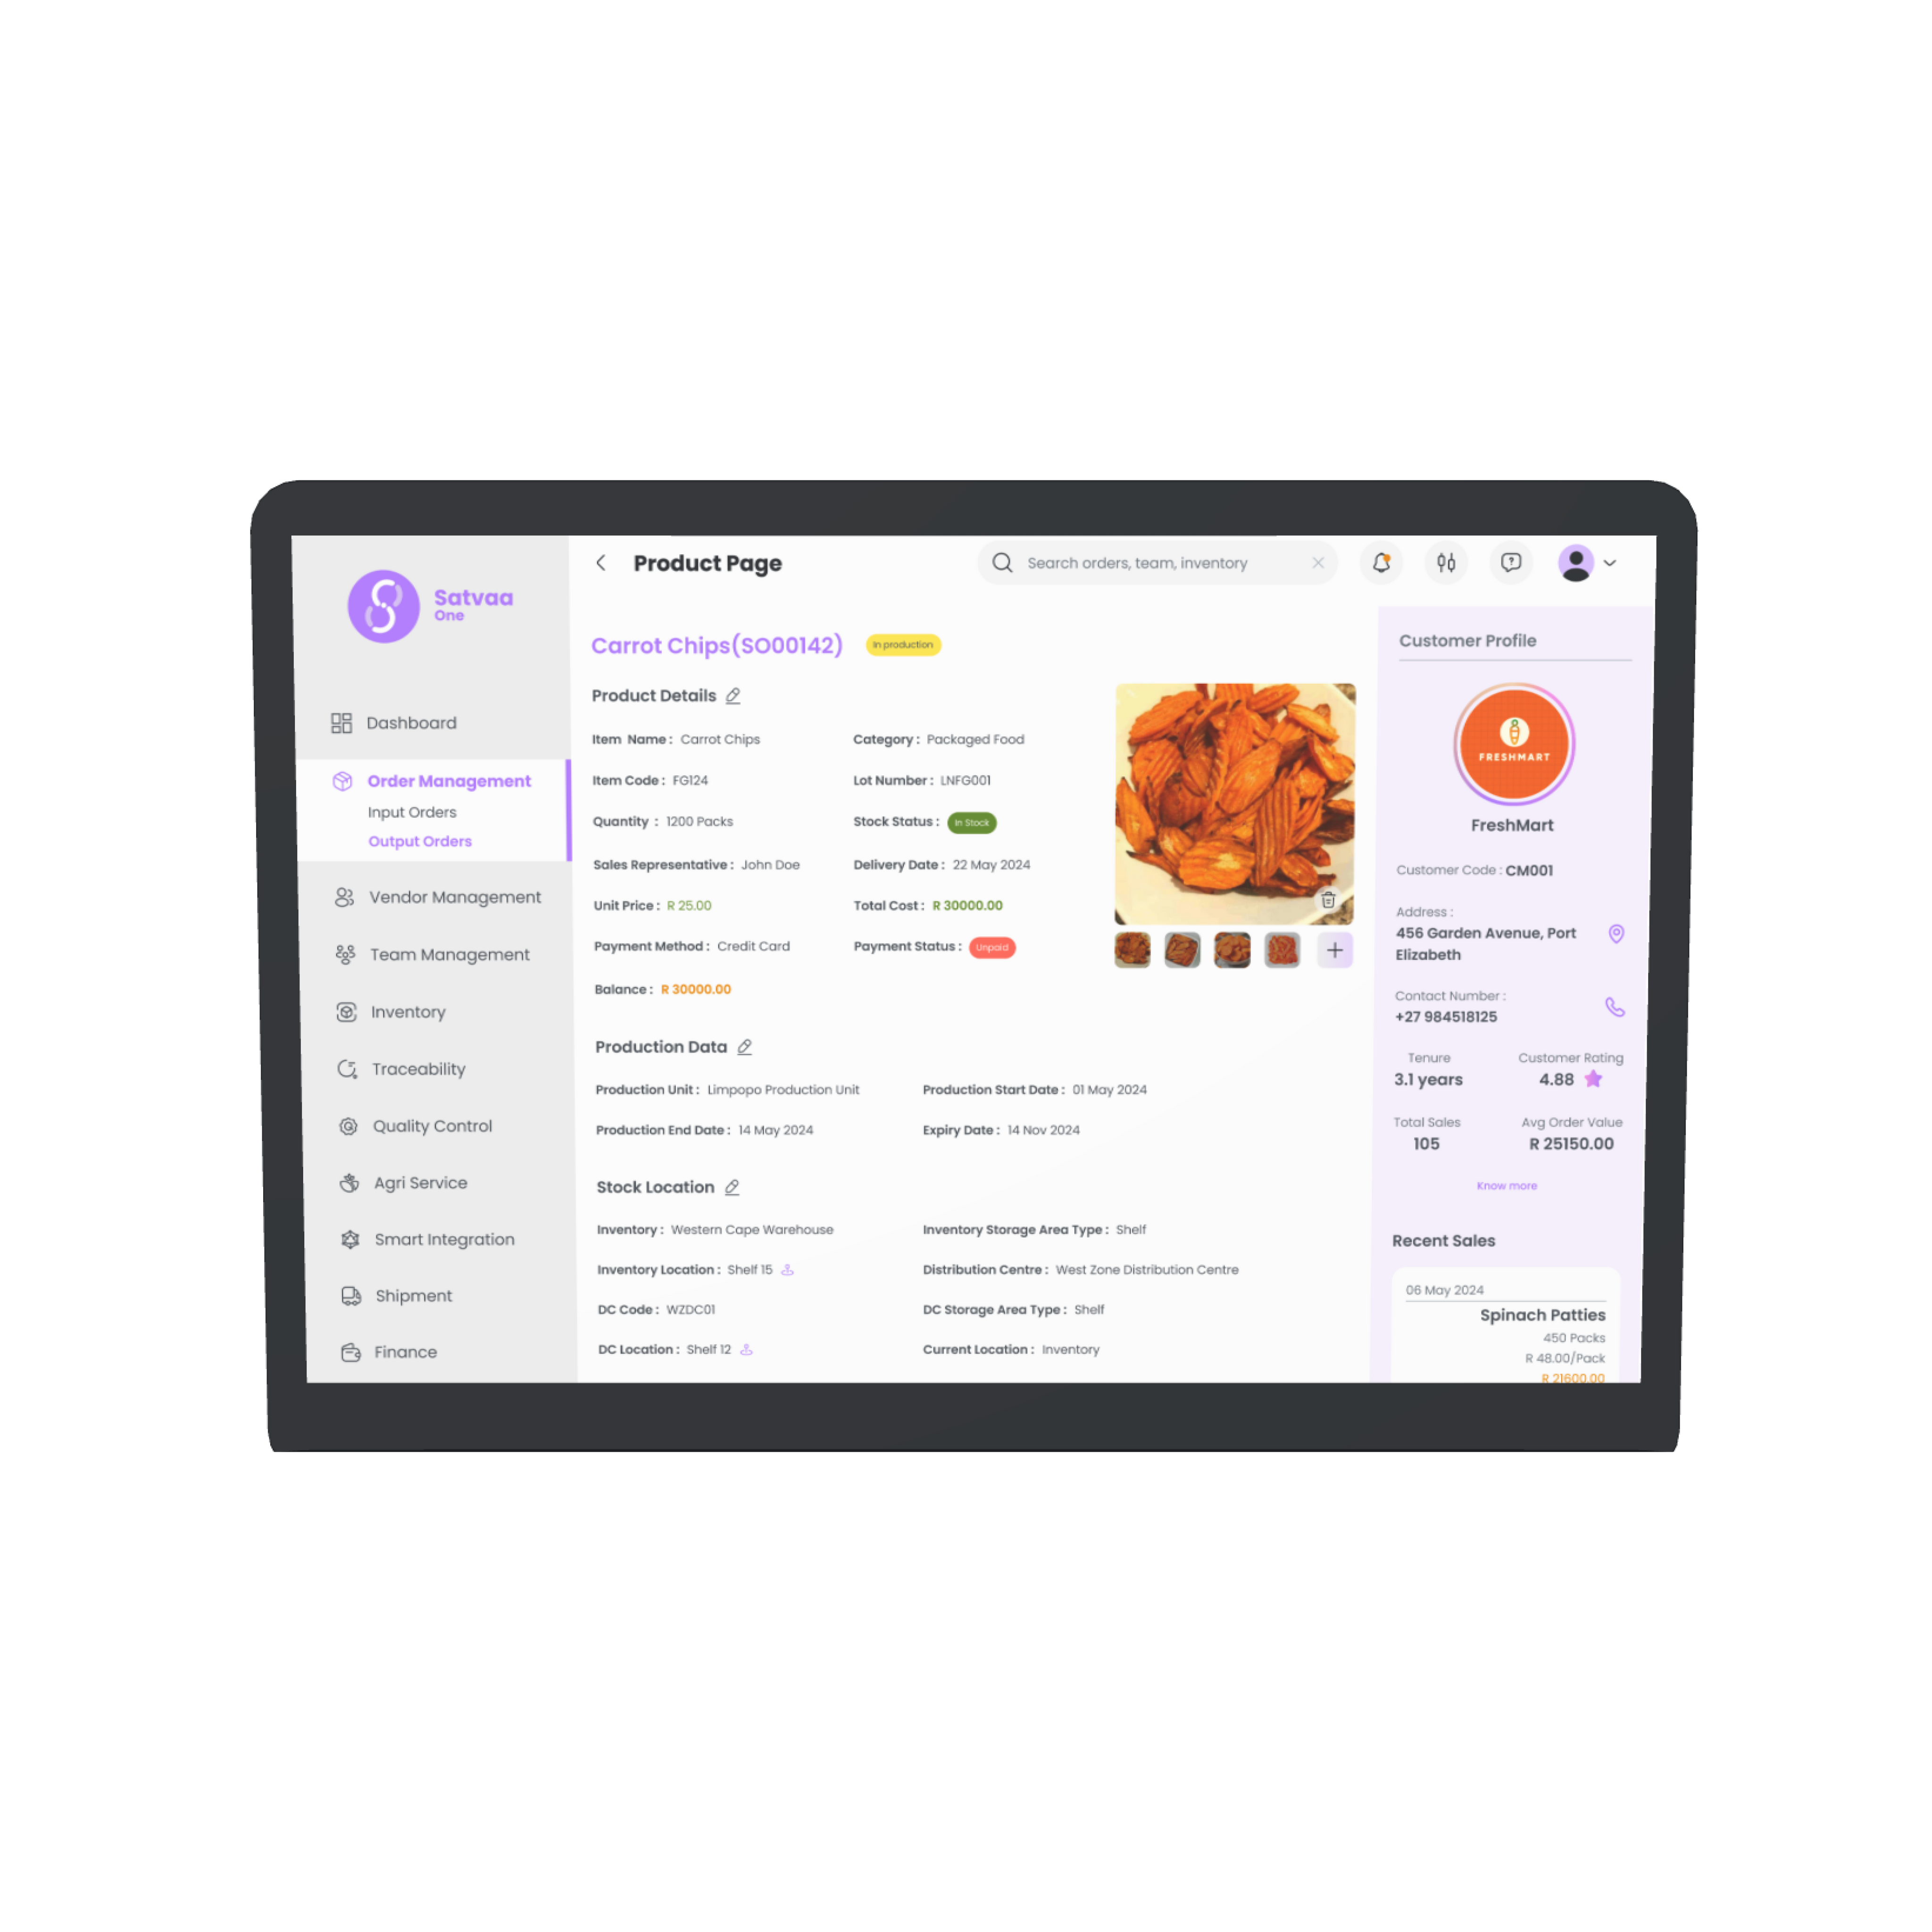 Satvaa
One
Dashboard
Order Management
Input Orders
Output Orders
Vendor Management
Team Management
Inventory
Traceability
Quality Control
Agri Service
Smart Integration
Shipment
Finance
Product Page
Search orders, team, inventory
Carrot Chips(SO00142) In production
Product Details
Item Name : Carrot Chips Category : Packaged Food
Item Code : FG124 Lot Number : LNFG001
Quantity : 1200 Packs Stock Status : In Stock
Sales Representative : John Doe Delivery Date : 22 May 2024
Unit Price : R 25.00 Total Cost : R 30000.00
Payment Method : Credit Card Payment Status : Unpaid
Balance : R 30000.00
Production Data
Production Unit : Limpopo Production Unit Production Start Date : 01 May 2024
Production End Date : 14 May 2024 Expiry Date : 14 Nov 2024
Stock Location
Inventory : Western Cape Warehouse Inventory Storage Area Type : Shelf
Inventory Location : Shelf 15 Distribution Centre : West Zone Distribution Centre
DC Code : WZDC01 DC Storage Area Type : Shelf
DC Location : Shelf 12 Current Location : Inventory
Customer Profile
FRESHMART
FreshMart
Customer Code : CM001
Address :
456 Garden Avenue, Port
Elizabeth
Contact Number :
+27 984518125
Tenure Customer Rating
3.1 years 4.88
Total Sales Avg Order Value
105 R 25150.00
Know more
Recent Sales
06 May 2024
Spinach Patties
450 Packs
R 48.00/Pack
R 21600.00